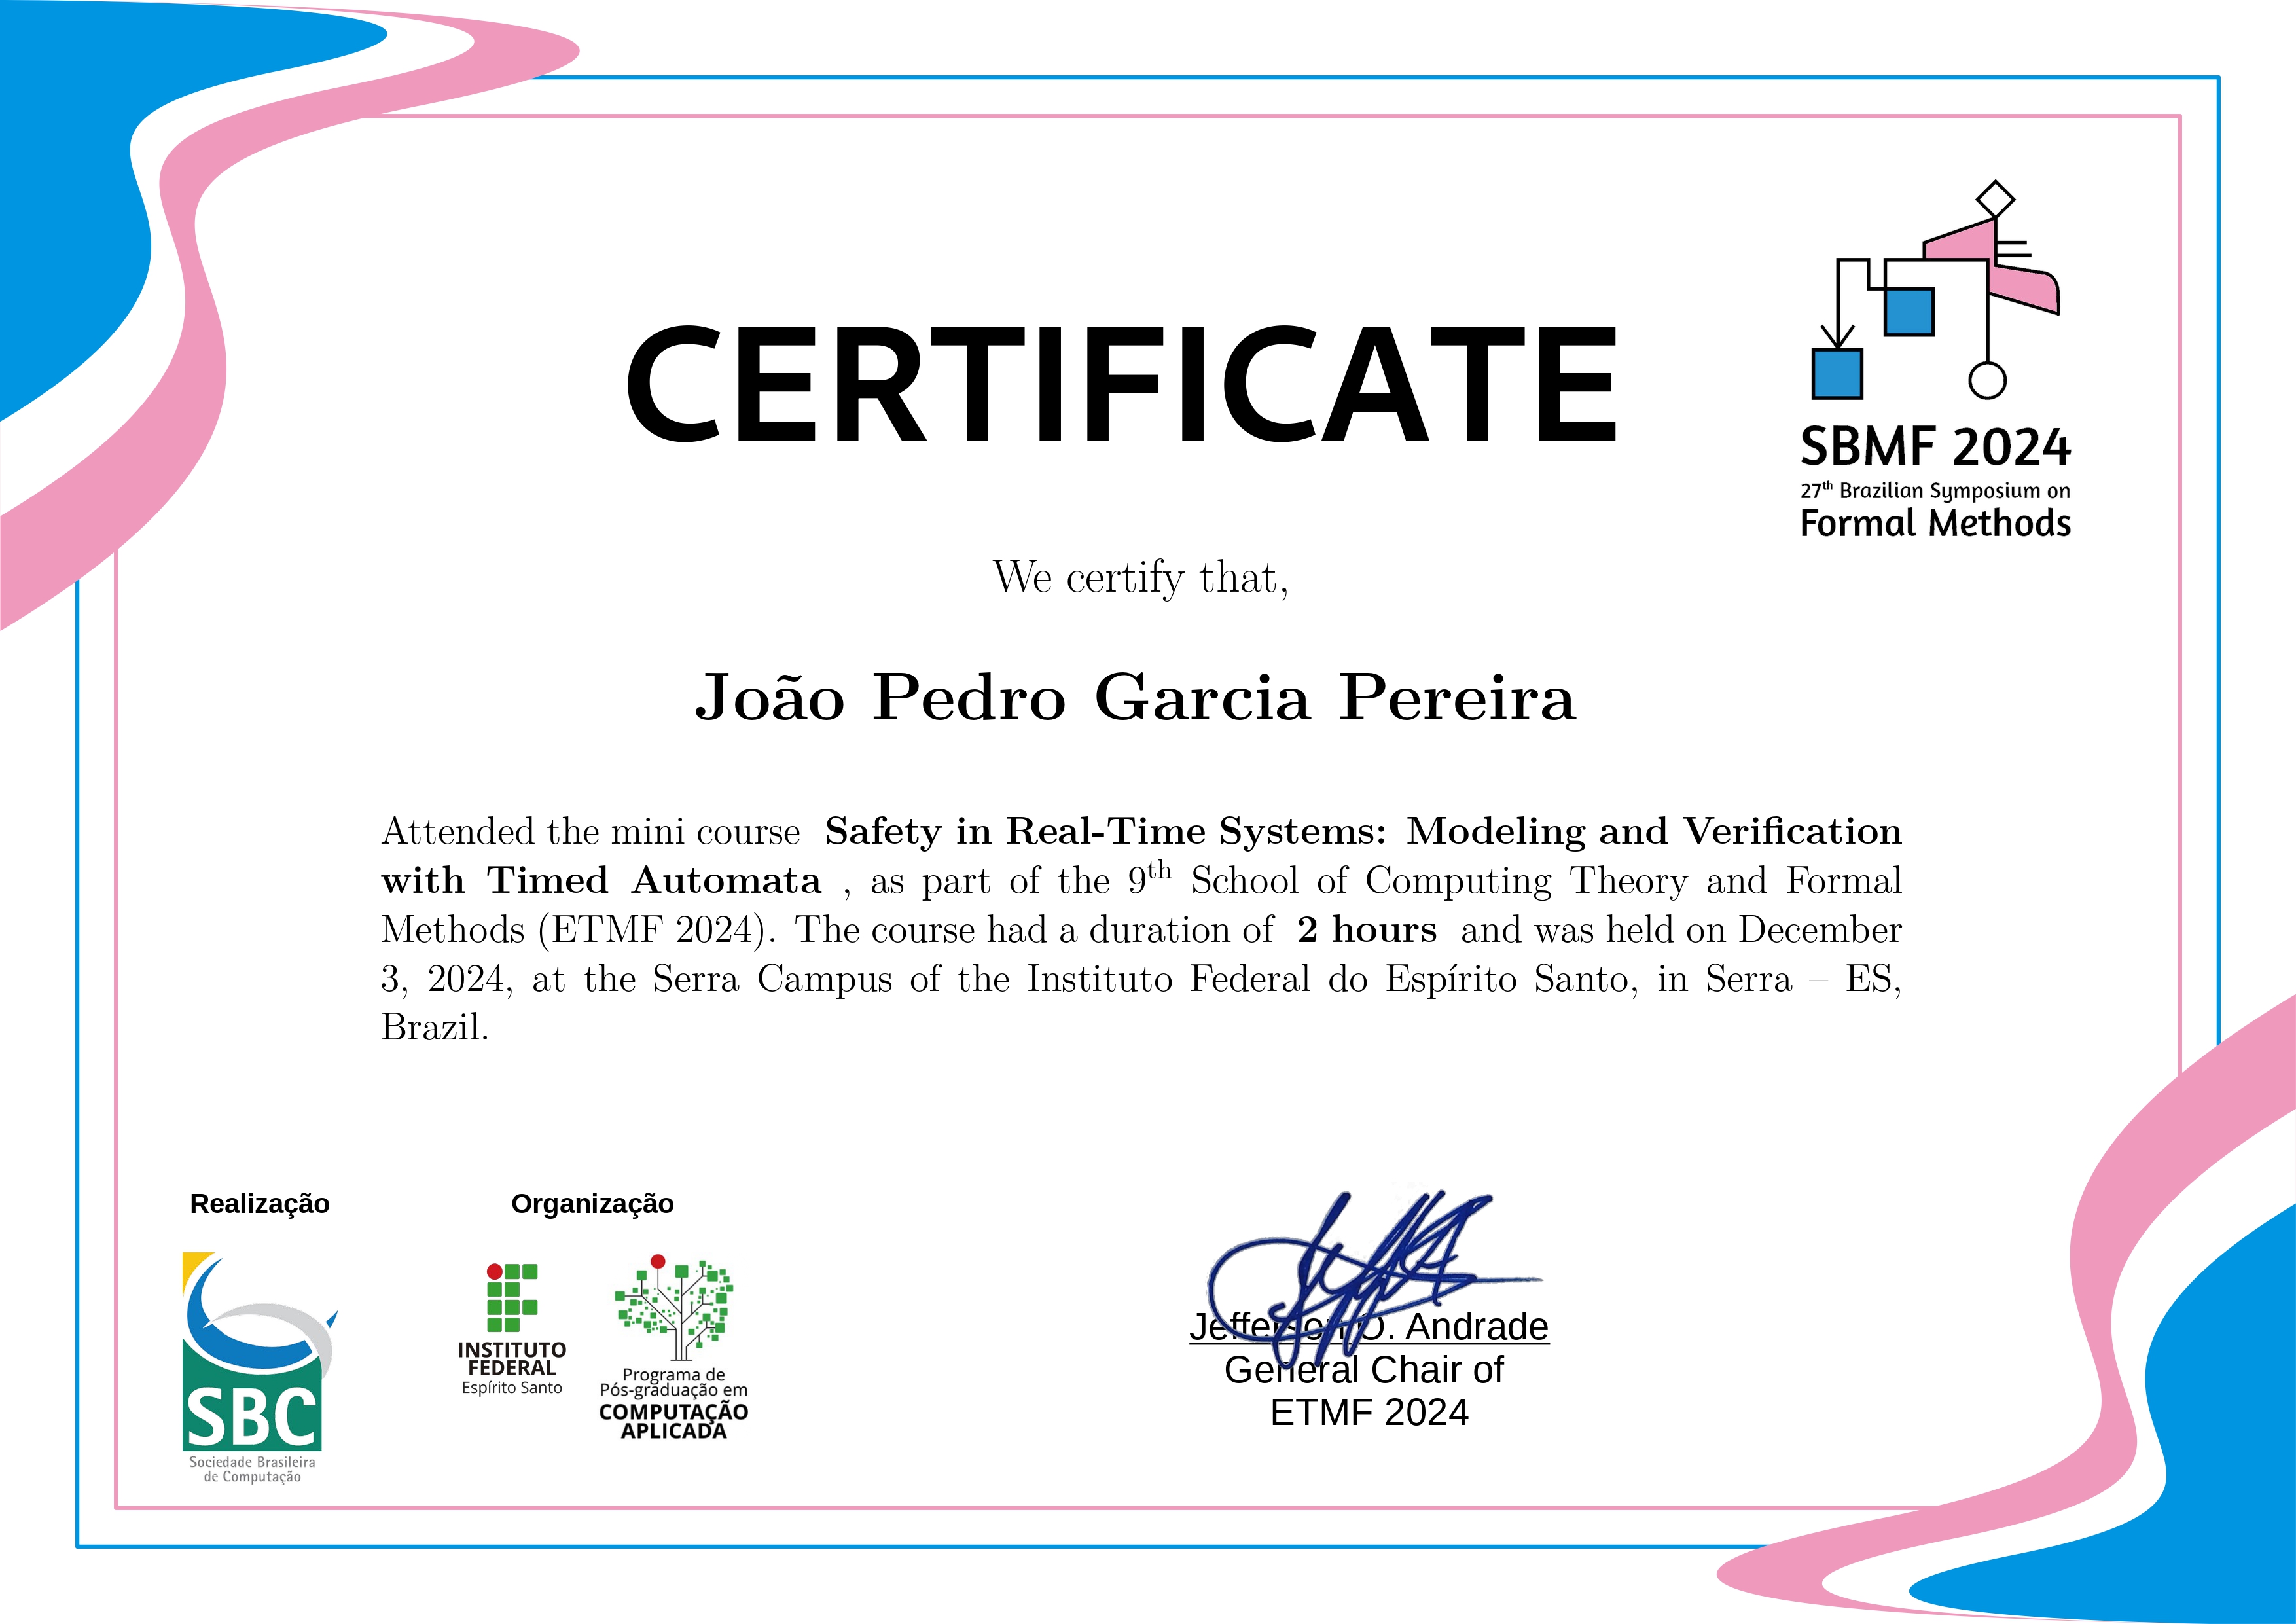 CERTIFICATE
SBMF 2024
27th Brazilian Symposium on
Formal Methods
We certify that,
João Pedro Garcia Pereira
Attended the mini course Safety in Real-Time Systems: Modeling and Verification
with Timed Automata , as part of the 9th School of Computing Theory and Formal
Methods (ETMF 2024). The course had a duration of 2 hours and was held on December
3, 2024, at the Serra Campus of the Instituto Federal do Espírito Santo, in Serra – ES,
Brazil.
Realização
SBC
Sociedade Brasileira
de Computação
Organização
INSTITUTO
FEDERAL
Espírito Santo
Programa de
Pós-graduação em
COMPUTAÇÃO
APLICADA
Jefferson O. Andrade
General Chair of
ETMF 2024